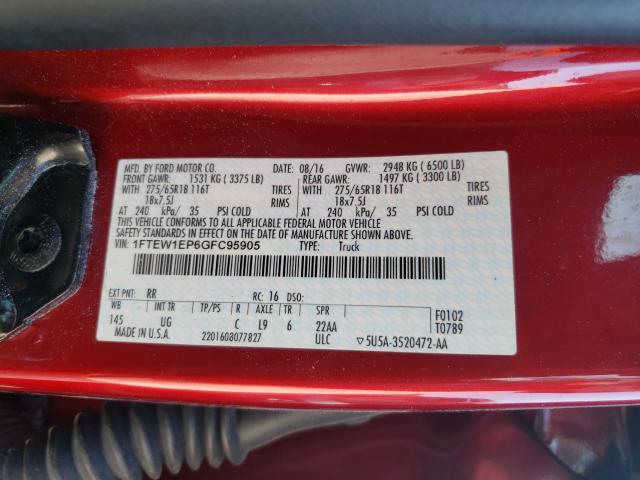 MFD. BY FORD MOTOR CO. DATE: 08/16 GVWR: 2948 KG ( 6500 LB)
FRONT GAWR: 1531 KG ( 3375 LB) REAR GAWR: 1497 KG ( 3300 LB)
WITH 275/65R18 116T TIRES WITH 275/65R18 116T TIRES
18x7.5J RIMS 18x7.5J RIMS
AT 240 kPa/ 35 PSI COLD AT 240 kPa/ 35 PSI COLD
THIS VEHICLE CONFORMS TO ALL APPLICABLE FEDERAL MOTOR VEHICLE
SAFETY STANDARDS IN EFFECT ON THE DATE OF MANUFACTURE SHOWN ABOVE.
VIN: 1FTEW1EP6GFC95905 TYPE: Truck
EXT PNT: RR RC: 16 DSO:
WB INT TR TP/PS R AXLE TR SPR F0102
145 UG C L9 6 22AA T0789
MADE IN U.S.A. 2201608077827 ULC 5U5A-3520472-AA